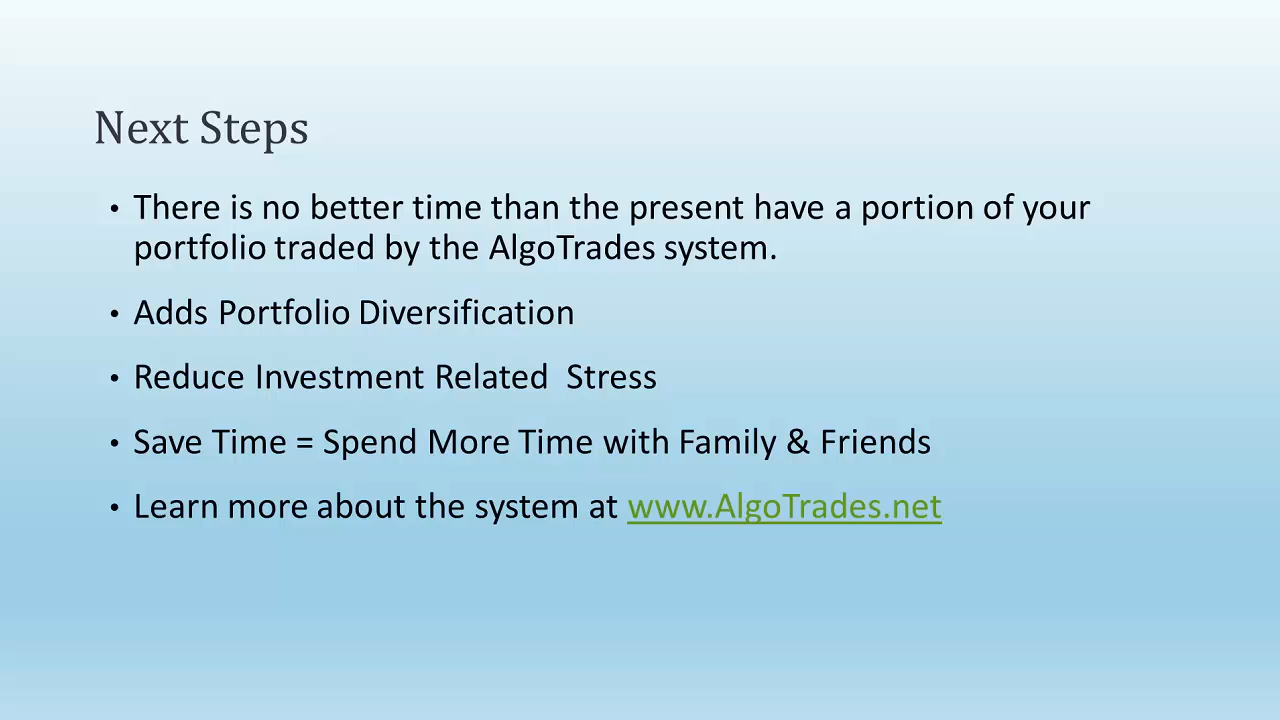 Next Steps
• There is no better time than the present have a portion of your
portfolio traded by the AlgoTrades system.
• Adds Portfolio Diversification
• Reduce Investment Related  Stress
• Save Time = Spend More Time with Family & Friends
• Learn more about the system at www.AlgoTrades.net